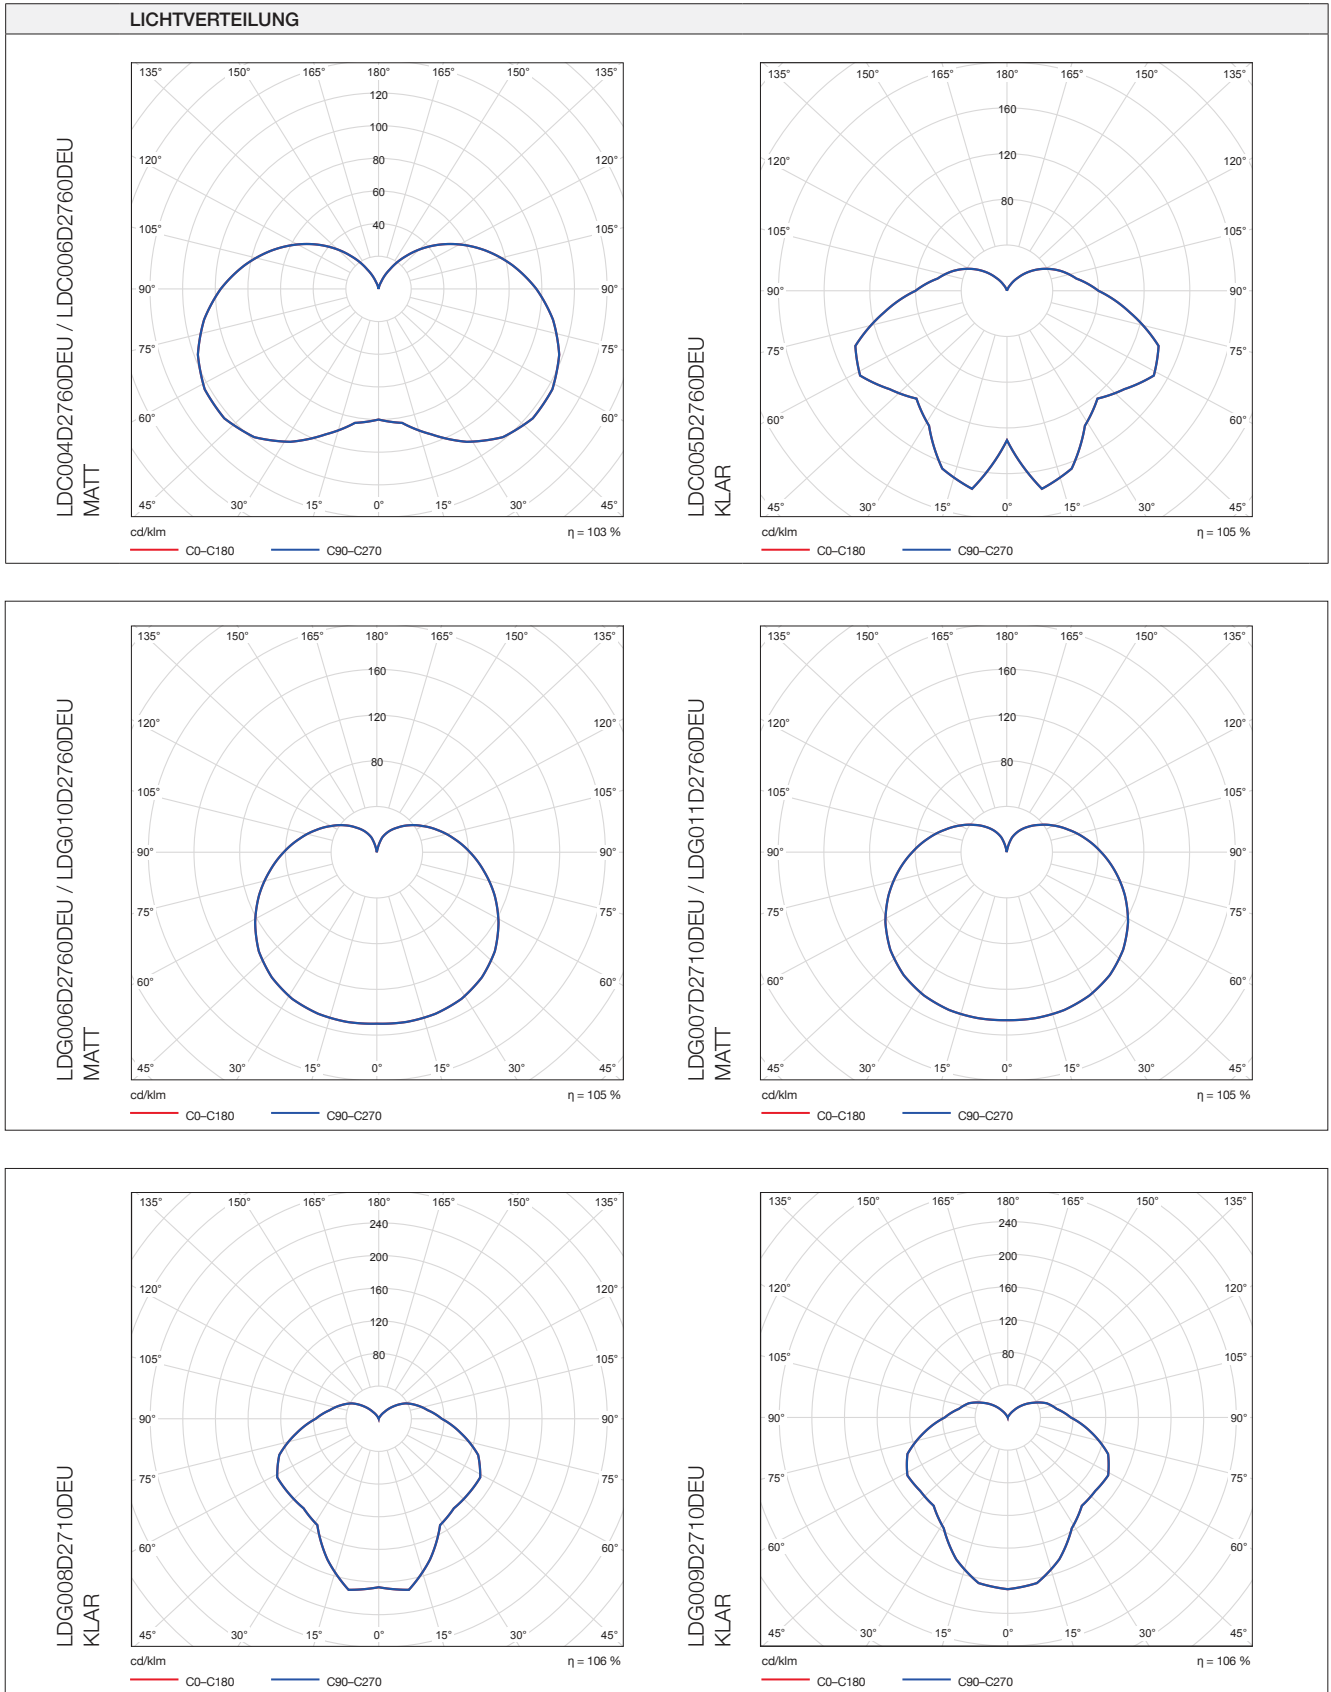 LICHTVERTEILUNG
LDC004D2760DEU / LDC006D2760DEU
MATT
135° 150° 165° 180° 165° 150° 135°
120
100
80
60
40
120° 120°
105° 105°
90° 90°
75° 75°
60° 60°
45° 30° 15° 0° 15° 30° 45°
cd/klm η = 103 %
C0–C180 C90–C270
LDC005D2760DEU
KLAR
135° 150° 165° 180° 165° 150° 135°
160
120
80
120° 120°
105° 105°
90° 90°
75° 75°
60° 60°
45° 30° 15° 0° 15° 30° 45°
cd/klm η = 105 %
C0–C180 C90–C270
LDG006D2760DEU / LDG010D2760DEU
MATT
135° 150° 165° 180° 165° 150° 135°
160
120
80
120° 120°
105° 105°
90° 90°
75° 75°
60° 60°
45° 30° 15° 0° 15° 30° 45°
cd/klm η = 105 %
C0–C180 C90–C270
LDG007D2710DEU / LDG011D2760DEU
MATT
135° 150° 165° 180° 165° 150° 135°
160
120
80
120° 120°
105° 105°
90° 90°
75° 75°
60° 60°
45° 30° 15° 0° 15° 30° 45°
cd/klm η = 105 %
C0–C180 C90–C270
LDG008D2710DEU
KLAR
135° 150° 165° 180° 165° 150° 135°
240
200
160
120
80
120° 120°
105° 105°
90° 90°
75° 75°
60° 60°
45° 30° 15° 0° 15° 30° 45°
cd/klm η = 106 %
C0–C180 C90–C270
LDG009D2710DEU
KLAR
135° 150° 165° 180° 165° 150° 135°
240
200
160
120
80
120° 120°
105° 105°
90° 90°
75° 75°
60° 60°
45° 30° 15° 0° 15° 30° 45°
cd/klm η = 106 %
C0–C180 C90–C270